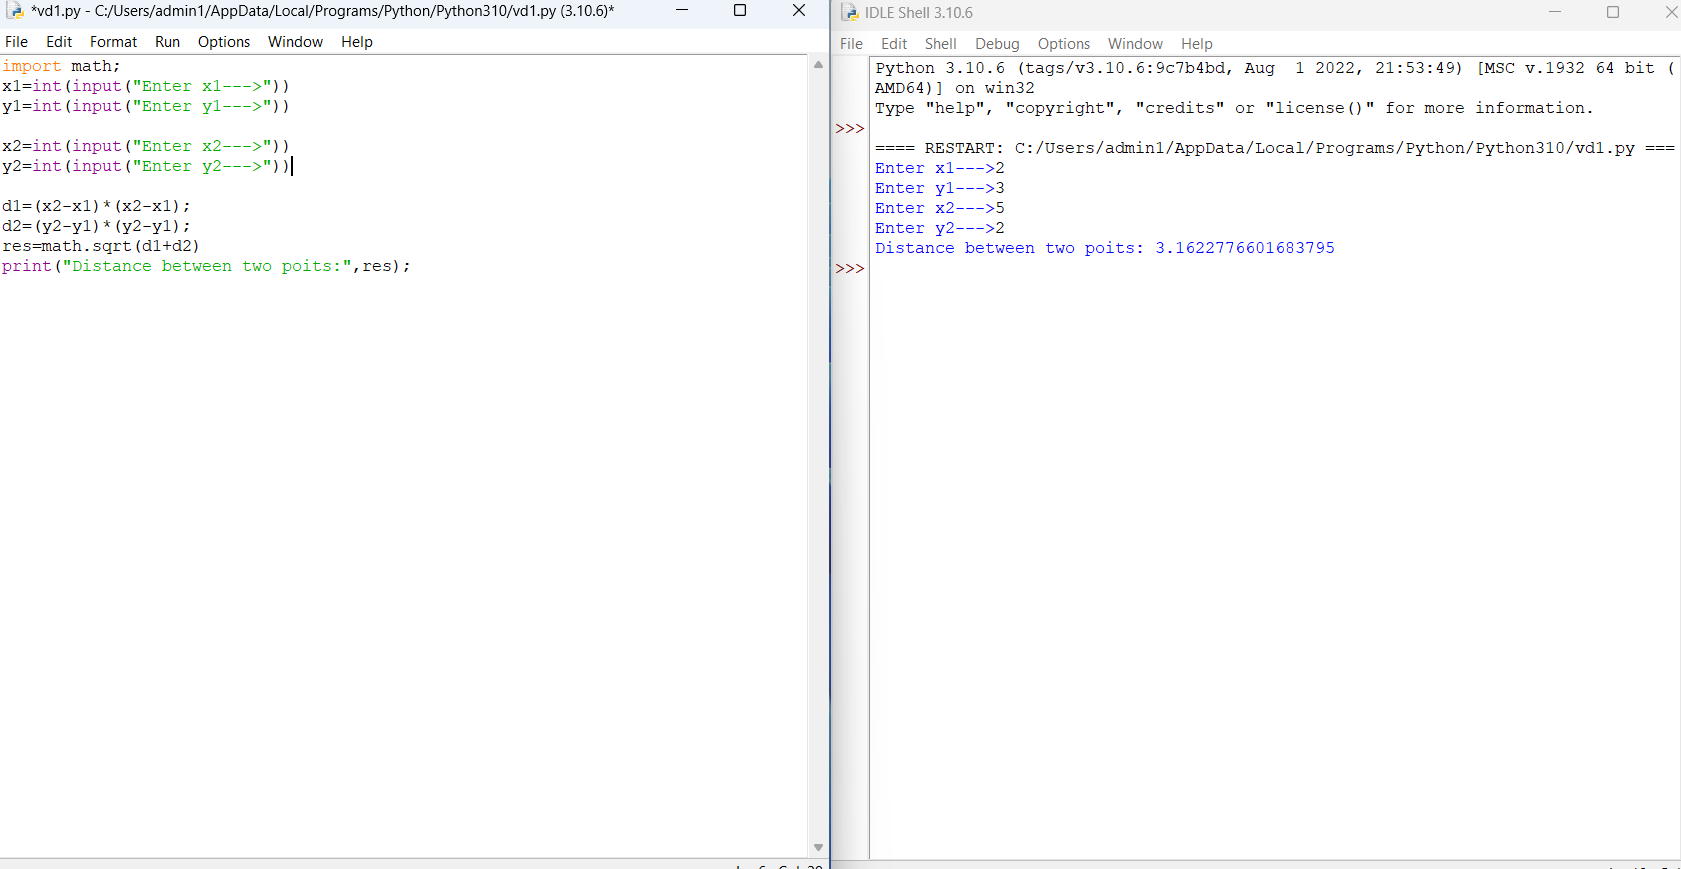 *vd1.py - C:/Users/admin1/AppData/Local/Programs/Python/Python310/vd1.py (3.10.6)*
File Edit Format Run Options Window Help
import math;
x1=int(input("Enter x1--->"))
y1=int(input("Enter y1--->"))
x2=int(input("Enter x2--->"))
y2=int(input("Enter y2--->"))
d1=(x2-x1)*(x2-x1);
d2=(y2-y1)*(y2-y1);
res=math.sqrt(d1+d2)
print("Distance between two poits:",res);
IDLE Shell 3.10.6
File Edit Shell Debug Options Window Help
Python 3.10.6 (tags/v3.10.6:9c7b4bd, Aug  1 2022, 21:53:49) [MSC v.1932 64 bit (
AMD64)] on win32
Type "help", "copyright", "credits" or "license()" for more information.
>>>
==== RESTART: C:/Users/admin1/AppData/Local/Programs/Python/Python310/vd1.py ===
Enter x1--->2
Enter y1--->3
Enter x2--->5
Enter y2--->2
Distance between two poits: 3.1622776601683795
>>>